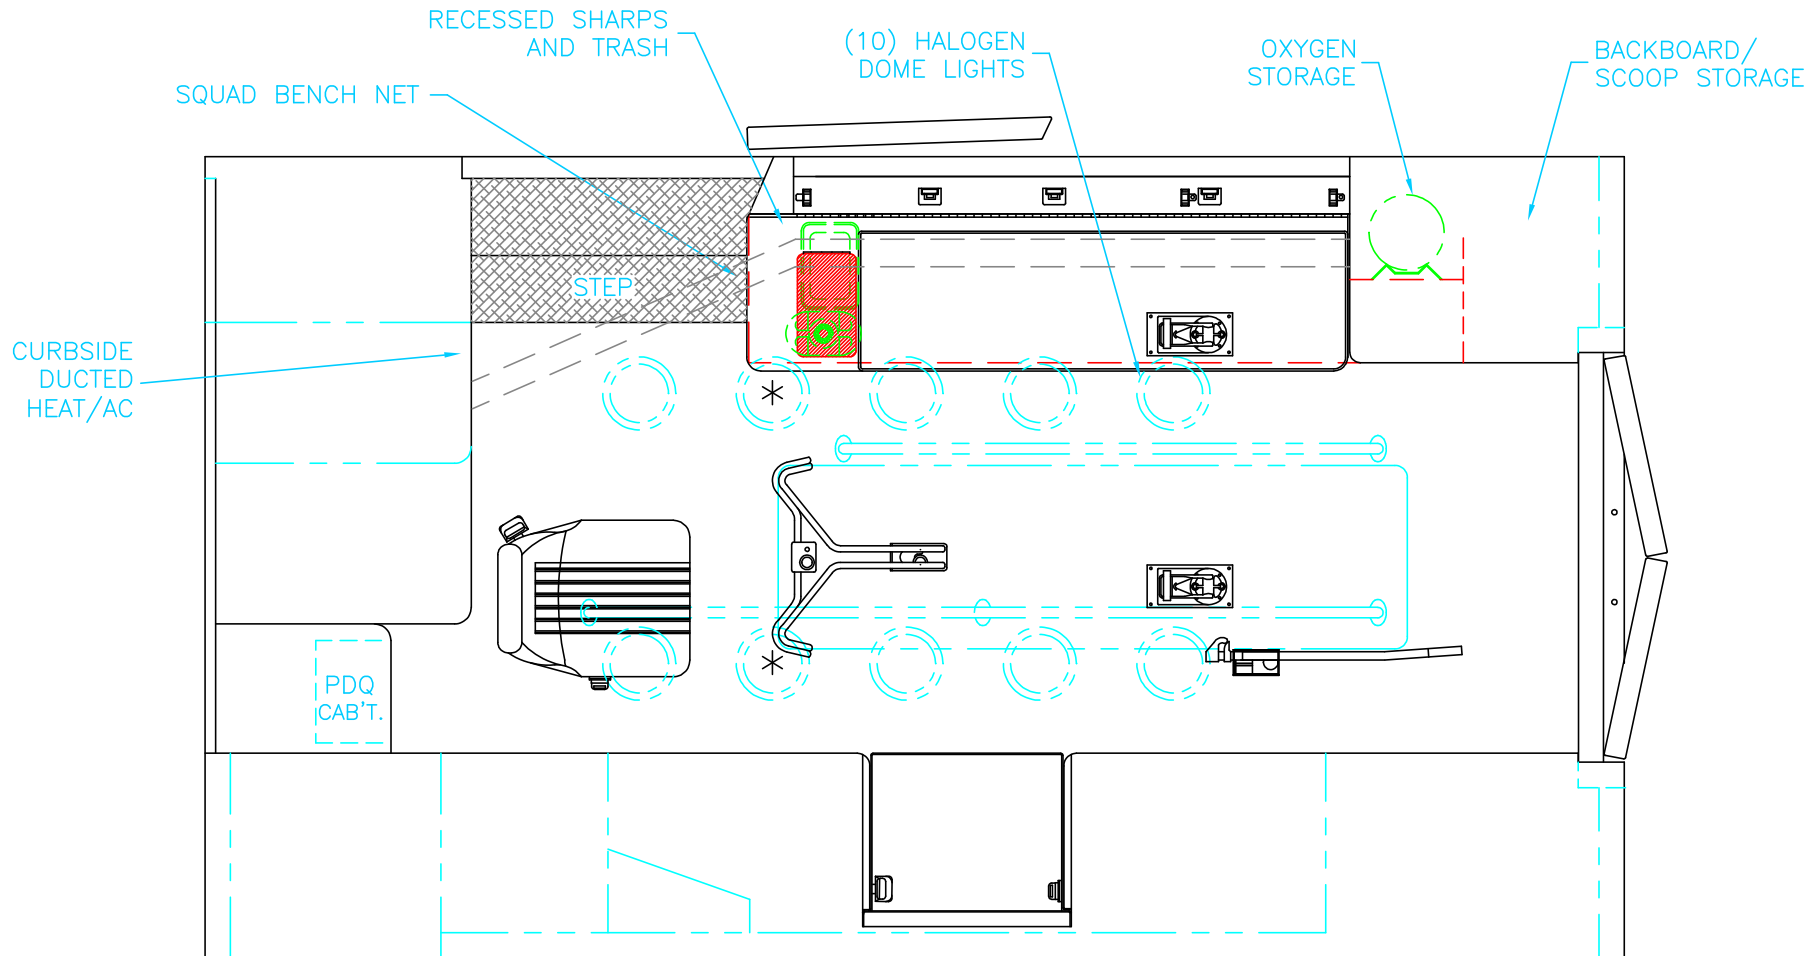 RECESSED SHARPS
AND TRASH
(10) HALOGEN
DOME LIGHTS
OXYGEN
STORAGE
BACKBOARD/
SCOOP STORAGE
SQUAD BENCH NET
STEP
CURBSIDE
DUCTED
HEAT/AC
PDQ
CAB'T.